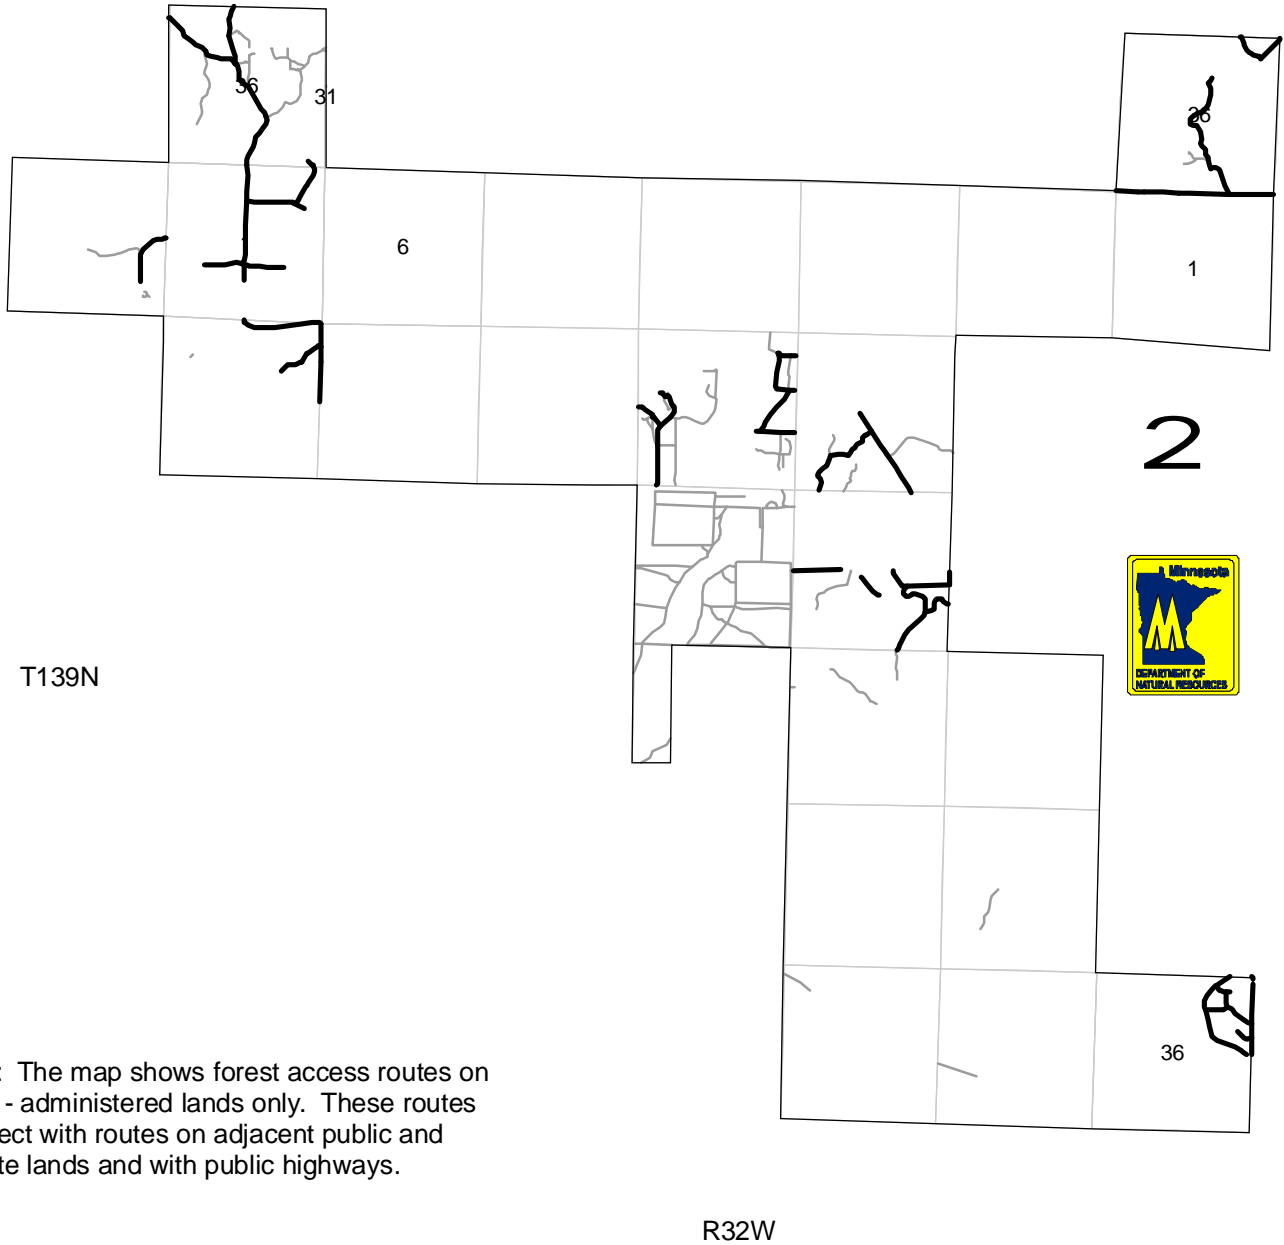 36
31
36
6
1
2
Minnesota
M
DEPARTMENT OF
NATURAL RESOURCES
T139N
36
: The map shows forest access routes on
- administered lands only. These routes
ect with routes on adjacent public and
te lands and with public highways.
R32W